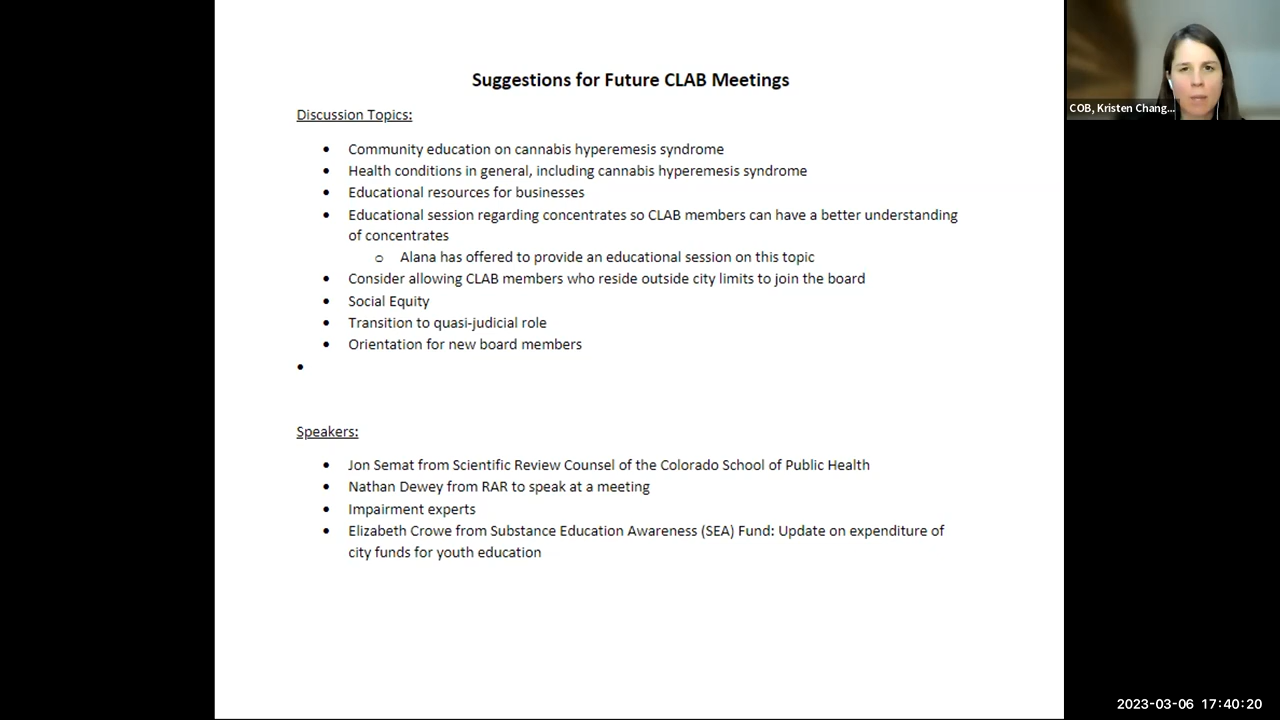 Suggestions for Future CLAB Meetings
Discussion Topics:
• Community education on cannabis hyperemesis syndrome
• Health conditions in general, including cannabis hyperemesis syndrome
• Educational resources for businesses
• Educational session regarding concentrates so CLAB members can have a better understanding
of concentrates
o Alana has offered to provide an educational session on this topic
• Consider allowing CLAB members who reside outside city limits to join the board
• Social Equity
• Transition to quasi-judicial role
• Orientation for new board members
•
Speakers:
• Jon Semat from Scientific Review Counsel of the Colorado School of Public Health
• Nathan Dewey from RAR to speak at a meeting
• Impairment experts
• Elizabeth Crowe from Substance Education Awareness (SEA) Fund: Update on expenditure of
city funds for youth education
COB, Kristen Chang...
2023-03-06 17:40:20